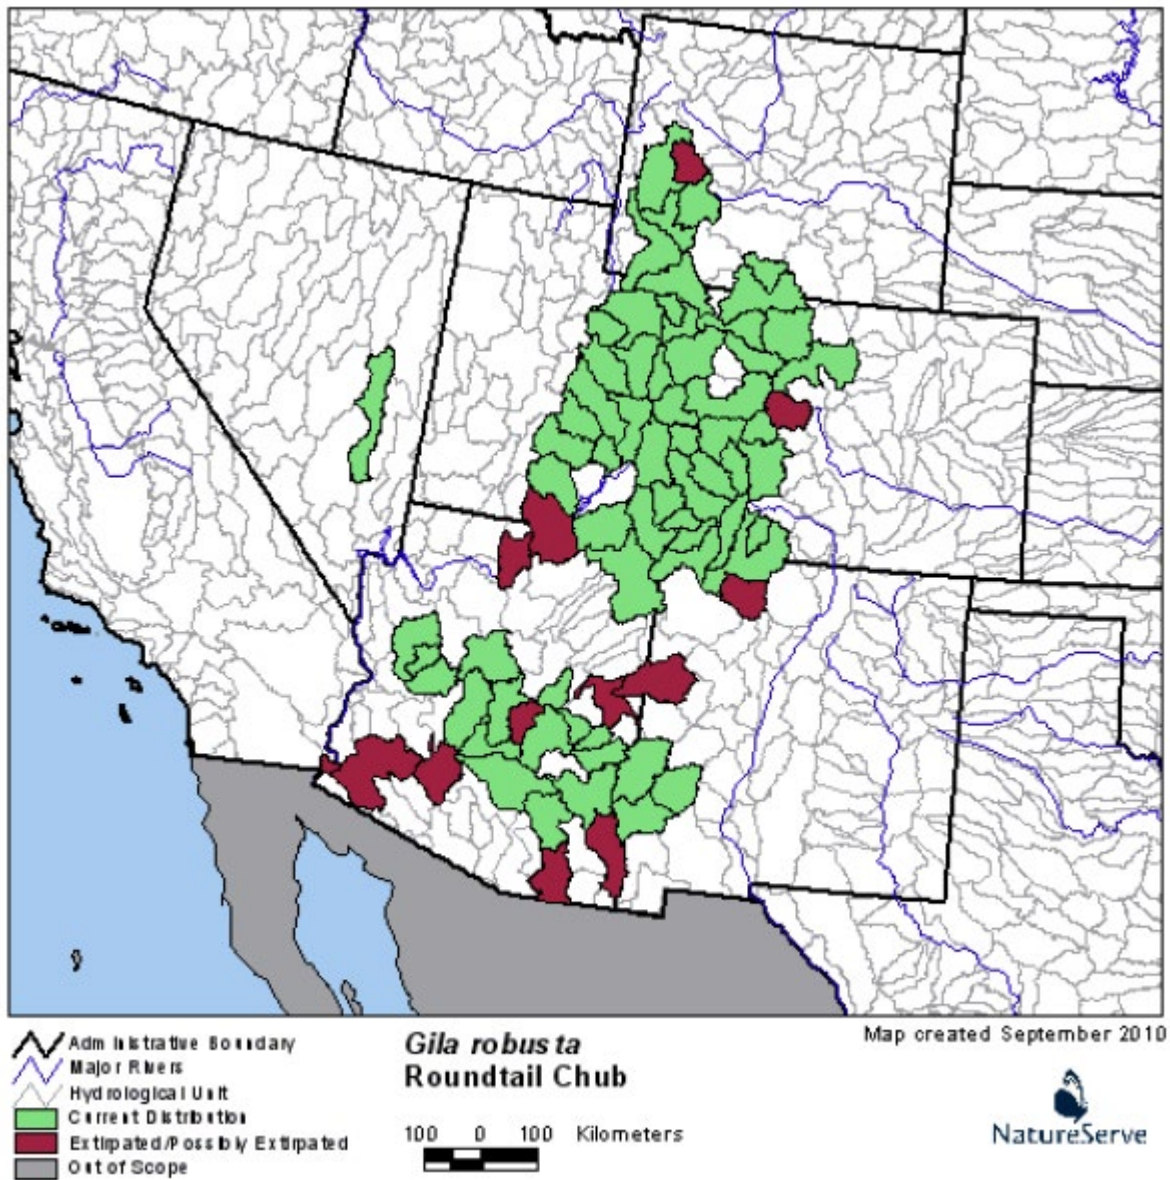 Map created September 2010
Gila robusta
Roundtail Chub
Administrative Boundary
Major Rivers
Hydrological Unit
Current Distribution
Extirpated/Possibly Extirpated
Out of Scope
100 0 100 Kilometers
NatureServe